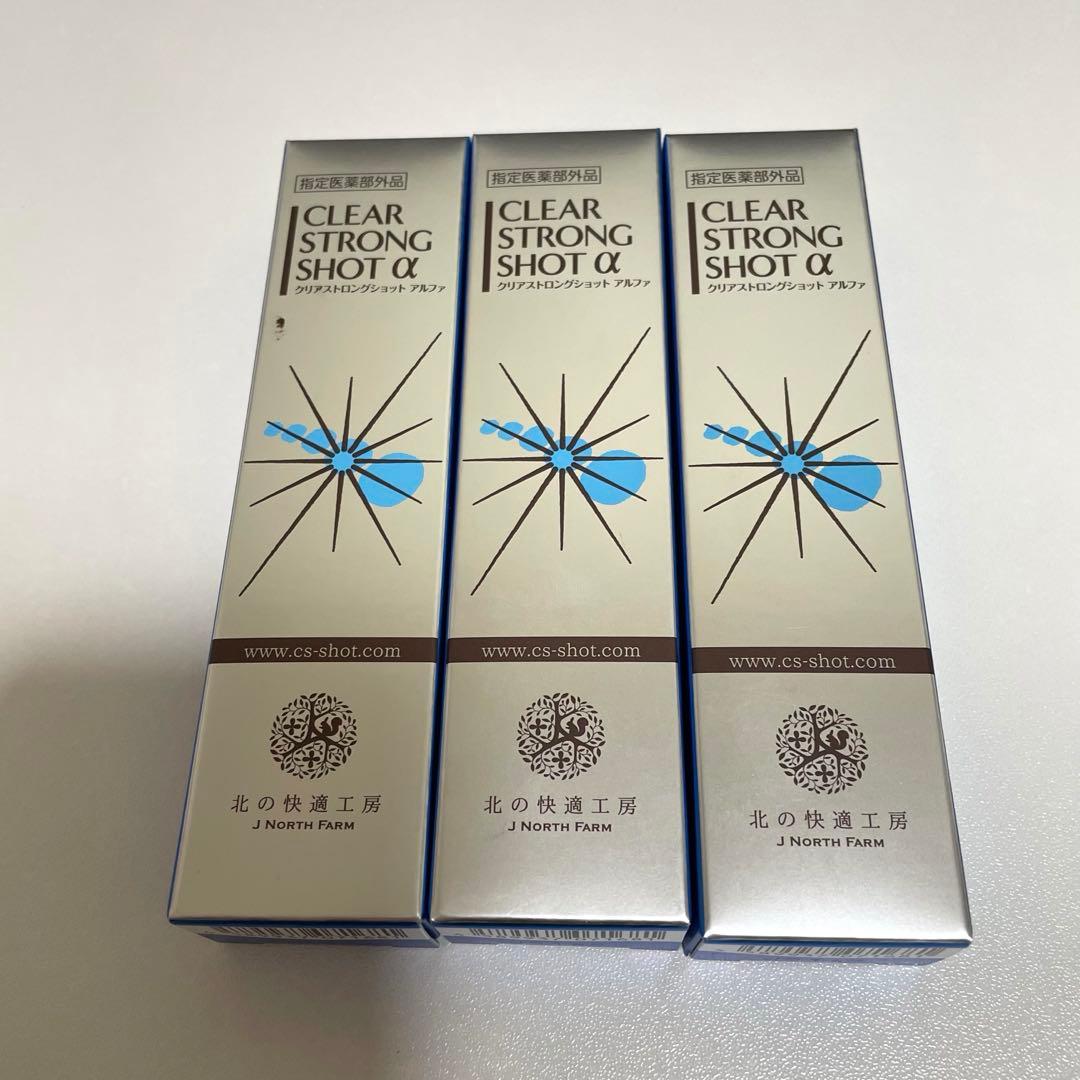 指定医薬部外品
CLEAR
STRONG
SHOT α
クリアストロングショット アルファ
www.cs-shot.com
北の快適工房
J NORTH FARM
指定医薬部外品
CLEAR
STRONG
SHOT α
クリアストロングショット アルファ
www.cs-shot.com
北の快適工房
J NORTH FARM
指定医薬部外品
CLEAR
STRONG
SHOT α
クリアストロングショット アルファ
www.cs-shot.com
北の快適工房
J NORTH FARM